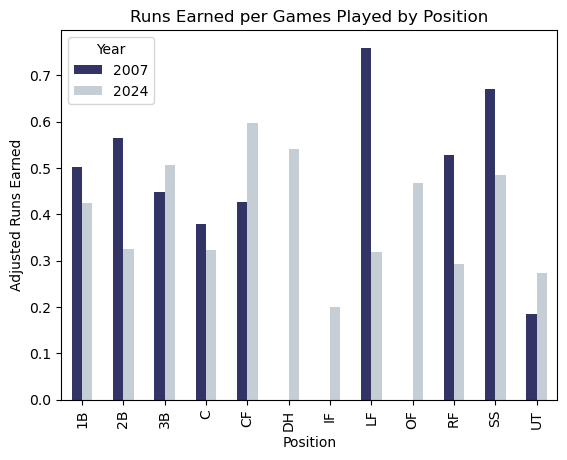 Runs Earned per Games Played by Position
Year
2007
2024
0.7
0.6
0.5
0.4
0.3
0.2
0.1
0.0
Adjusted Runs Earned
1B
2B
3B
C
CF
DH
IF
LF
OF
RF
SS
UT
Position